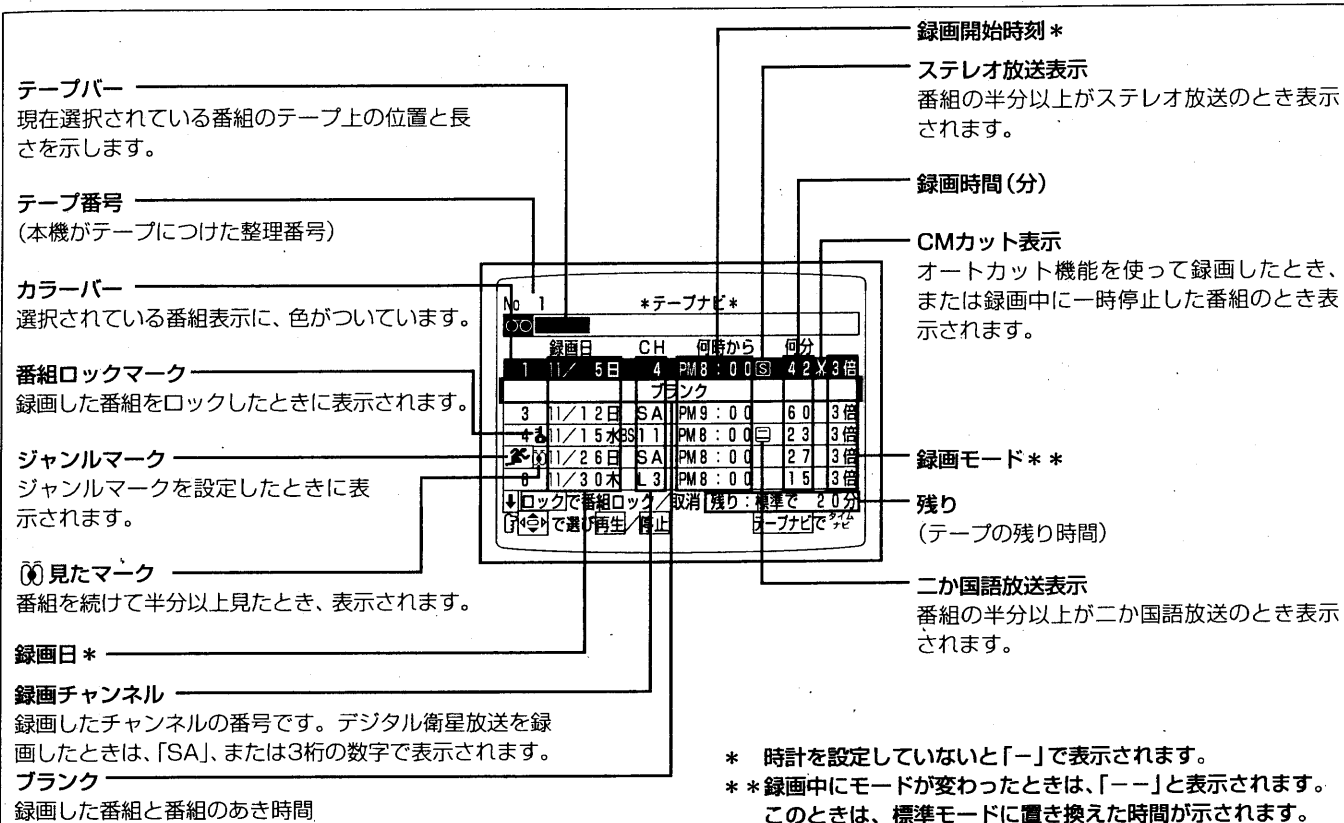 テープバー
現在選択されている番組のテープ上の位置と長
さを示します。
テープ番号
(本機がテープにつけた整理番号)
カラーバー
選択されている番組表示に、色がついています。
番組ロックマーク
録画した番組をロックしたときに表示されます。
ジャンルマーク
ジャンルマークを設定したときに表
示されます。
見たマーク
番組を続けて半分以上見たとき、表示されます。
録画日*
録画チャンネル
録画したチャンネルの番号です。デジタル衛星放送を録
画したときは、「SA」、または3桁の数字で表示されます。
ブランク
録画した番組と番組のあき時間
No 1 *テープナビ*
録画日 CH 何時から 何分
1 11/ 5日 4 PM8:00 S 42 X 3倍
ブランク
3 11/12日 SA PM9:00 60 3倍
4 11/15水 BS11 PM8:00 二 23 3倍
11/26日 SA PM8:00 27 3倍
8 11/30木 L3 PM8:00 15 3倍
↓ロックで番組ロック/取消 残り:標準で 20分
で選び再生/停止 テープナビでタイムナビ
録画開始時刻*
ステレオ放送表示
番組の半分以上がステレオ放送のとき表示
されます。
録画時間(分)
CMカット表示
オートカット機能を使って録画したとき、
または録画中に一時停止した番組のとき表
示されます。
録画モード**
残り
(テープの残り時間)
二か国語放送表示
番組の半分以上が二か国語放送のとき表示
されます。
* 時計を設定していないと「-」で表示されます。
**録画中にモードが変わったときは、「--」と表示されます。
このときは、標準モードに置き換えた時間が示されます。